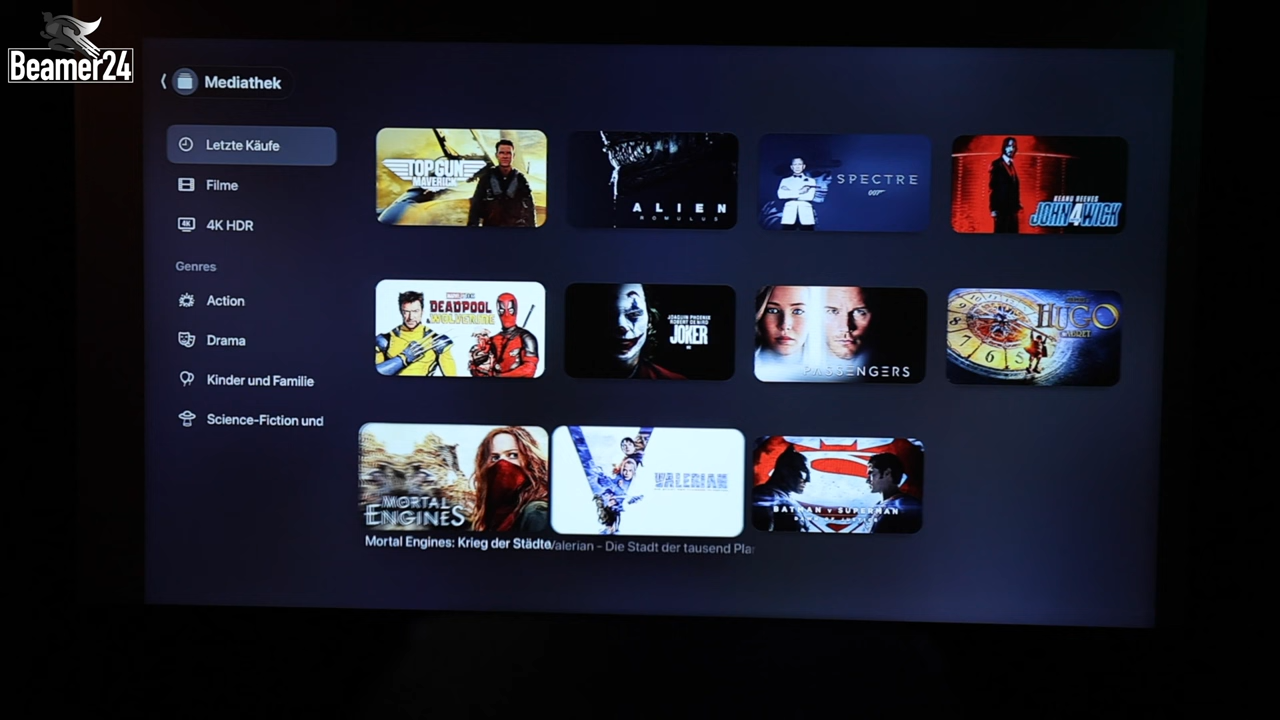 Beamer24
Mediathek
Letzte Käufe
Filme
4K
4K HDR
Genres
Action
Drama
Kinder und Familie
Science-Fiction und
TOP GUN
MAVERICK
ALIEN
ROMULUS
SPECTRE
007
KEANU REEVES
JOHN 4 WICK
DEADPOOL
WOLVERINE
JOAQUIN PHOENIX
ROBERT DE NIRO
JOKER
PASSENGERS
HUGO
CABRET
MORTAL
ENGINES
Mortal Engines: Krieg der Städte
VALERIAN
Valerian - Die Stadt der tausend Pla
BATMAN v SUPERMAN